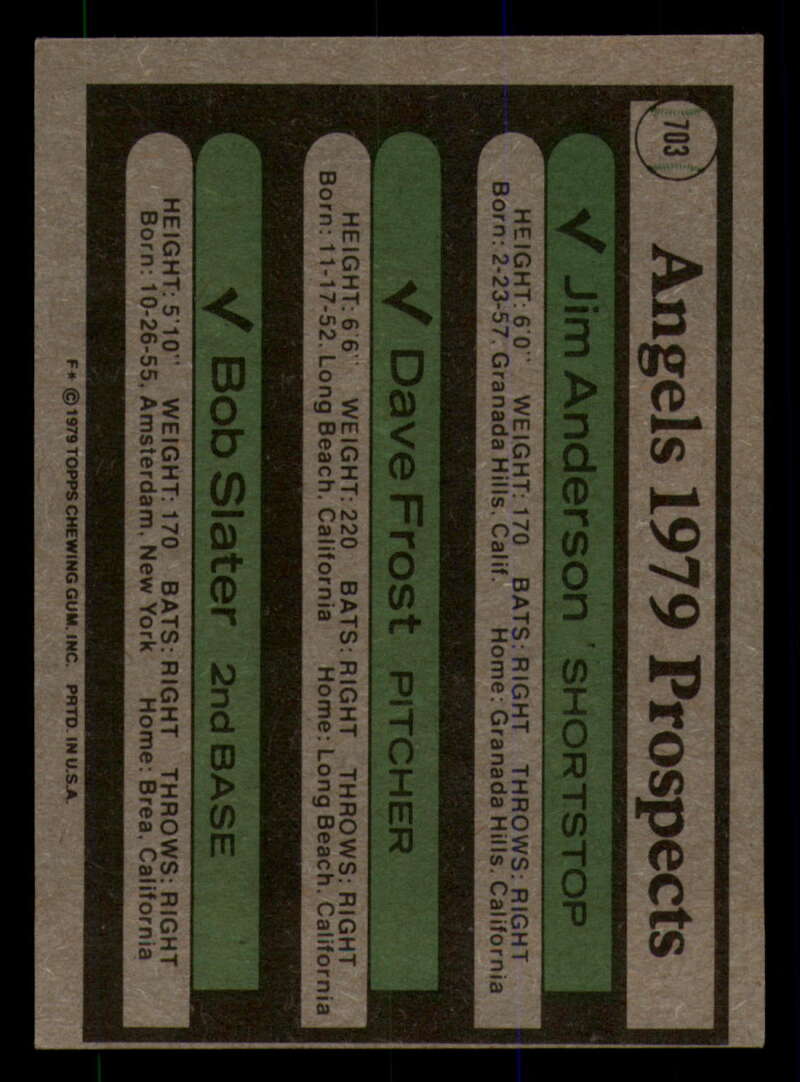 703
Angels 1979 Prospects
✓ Jim Anderson SHORTSTOP
HEIGHT: 6'0" WEIGHT: 170 BATS: RIGHT THROWS: RIGHT
Born: 2-23-57, Granada Hills, Calif. Home: Granada Hills, California
✓ Dave Frost PITCHER
HEIGHT: 6'6" WEIGHT: 220 BATS: RIGHT THROWS: RIGHT
Born: 11-17-52, Long Beach, California Home: Long Beach, California
✓ Bob Slater 2nd BASE
HEIGHT: 5'10" WEIGHT: 170 BATS: RIGHT THROWS: RIGHT
Born: 10-26-55, Amsterdam, New York Home: Brea, California
F* © 1979 TOPPS CHEWING GUM, INC. PRTD. IN U.S.A.